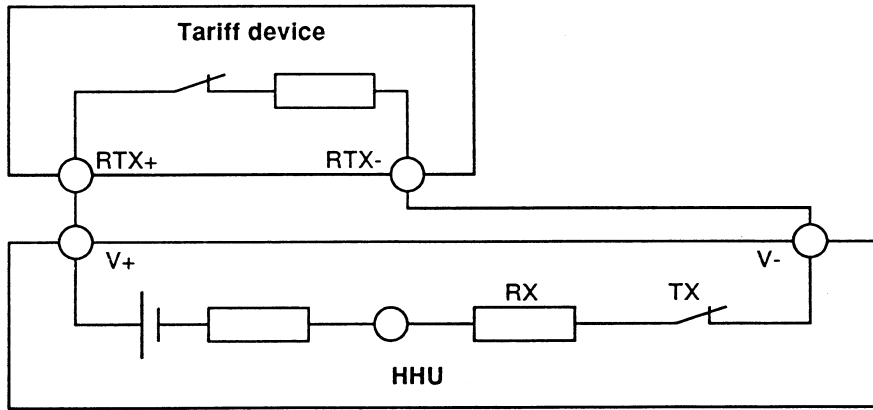 Tariff device
RTX+
RTX-
V+
V-
RX
TX
HHU